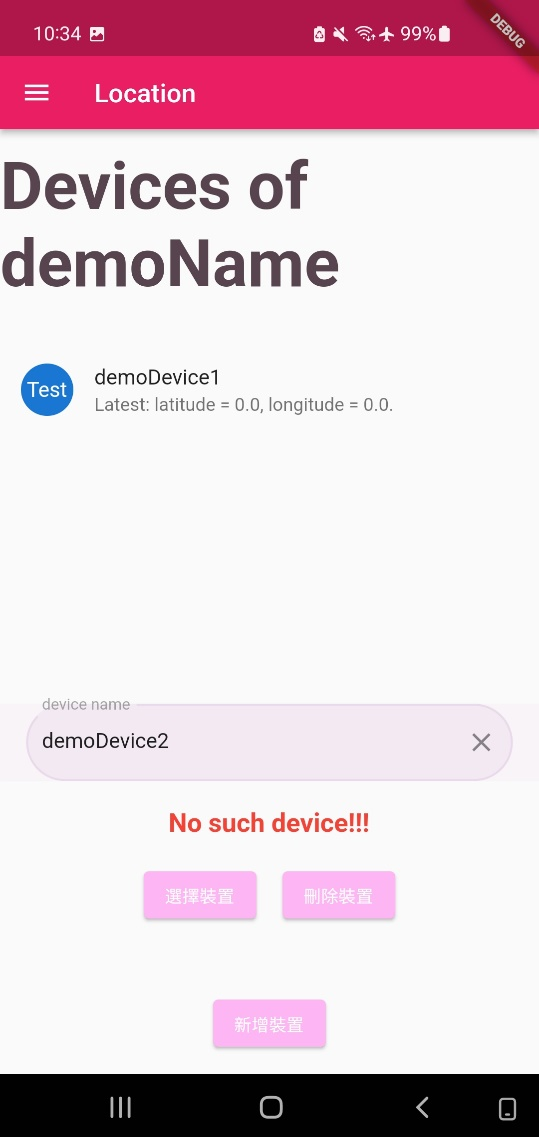 10:34
99%
DEBUG
Location
Devices of
demoName
Test
demoDevice1
Latest: latitude = 0.0, longitude = 0.0.
device name
demoDevice2
No such device!!!
選擇裝置
刪除裝置
新增裝置